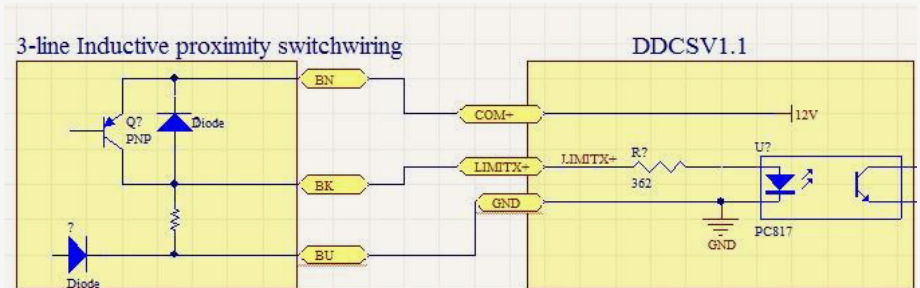 3-line Inductive proximity switchwiring
DDCSV1.1
BN
COM+
12V
Q?
PNP
Diode
LIMITX+
LIMITX+
R?
362
U?
BK
GND
GND
PC817
?
Diode
BU